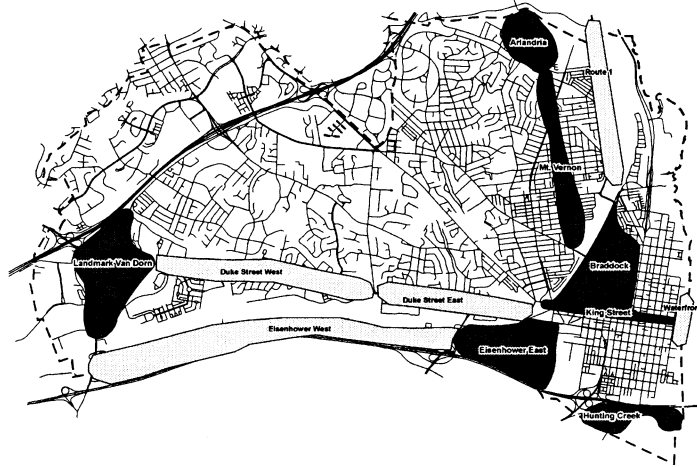 Arlandria
Route 1
Mt. Vernon
Landmark Van Dorn
Braddock
Duke Street West
Duke Street East
King Street
Waterfron
Eisenhower West
Eisenhower East
Hunting Creek